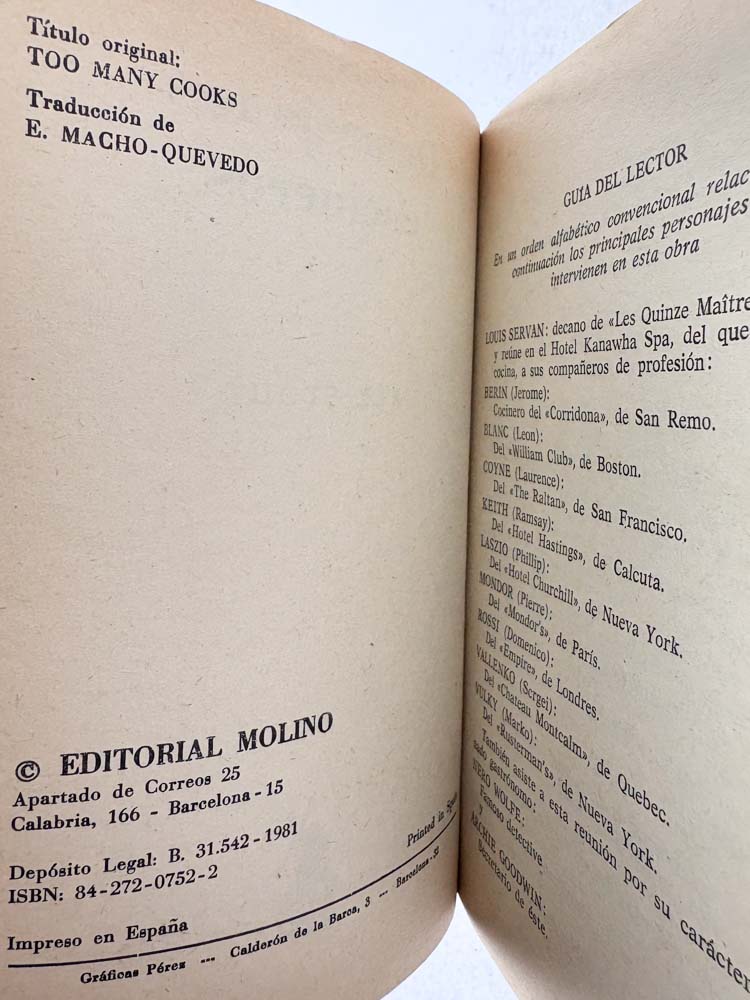 Título original:
TOO MANY COOKS
Traducción de
E. MACHO-QUEVEDO
© EDITORIAL MOLINO
Apartado de Correos 25
Calabria, 166 - Barcelona - 15
Depósito Legal: B. 31.542 - 1981
ISBN: 84-272-0752-2
Printed in
Impreso en España
Gráficas Pérez --- Calderón de la Barca, 3 --- Barcelona-32
GUIA DEL LECTOR
En un orden alfabético convencional relac
continuación los principales personajes
intervienen en esta obra
LOUIS SERVAN: decano de «Les Quinze Maître
y reúne en el Hotel Kanawha Spa, del que
cocina, a sus compañeros de profesión:
BERIN (Jerome):
Cocinero del «Corridona», de San Remo.
BLANC (Leon):
Del «William Club», de Boston.
COYNE (Laurence):
Del «The Raltan», de San Francisco.
KEITH (Ramsay):
Del «Hotel Hastings», de Calcuta.
LASZIO (Phillip):
Del «Hotel Churchill», de Nueva York.
MONDOR (Pierre):
Del «Mondor's», de París.
ROSSI (Domenico):
Del «Empire», de Londres.
VALLENKO (Sergei):
Del «Chateau Montcalm», de Quebec.
VULKY (Marko):
Del «Rusterman's», de Nueva York.
También asiste a esta reunión por su carácter
nado gastrónomo:
NERO WOLFE:
Famoso detective
y
ARCHIE GOODWIN:
Secretario de éste.